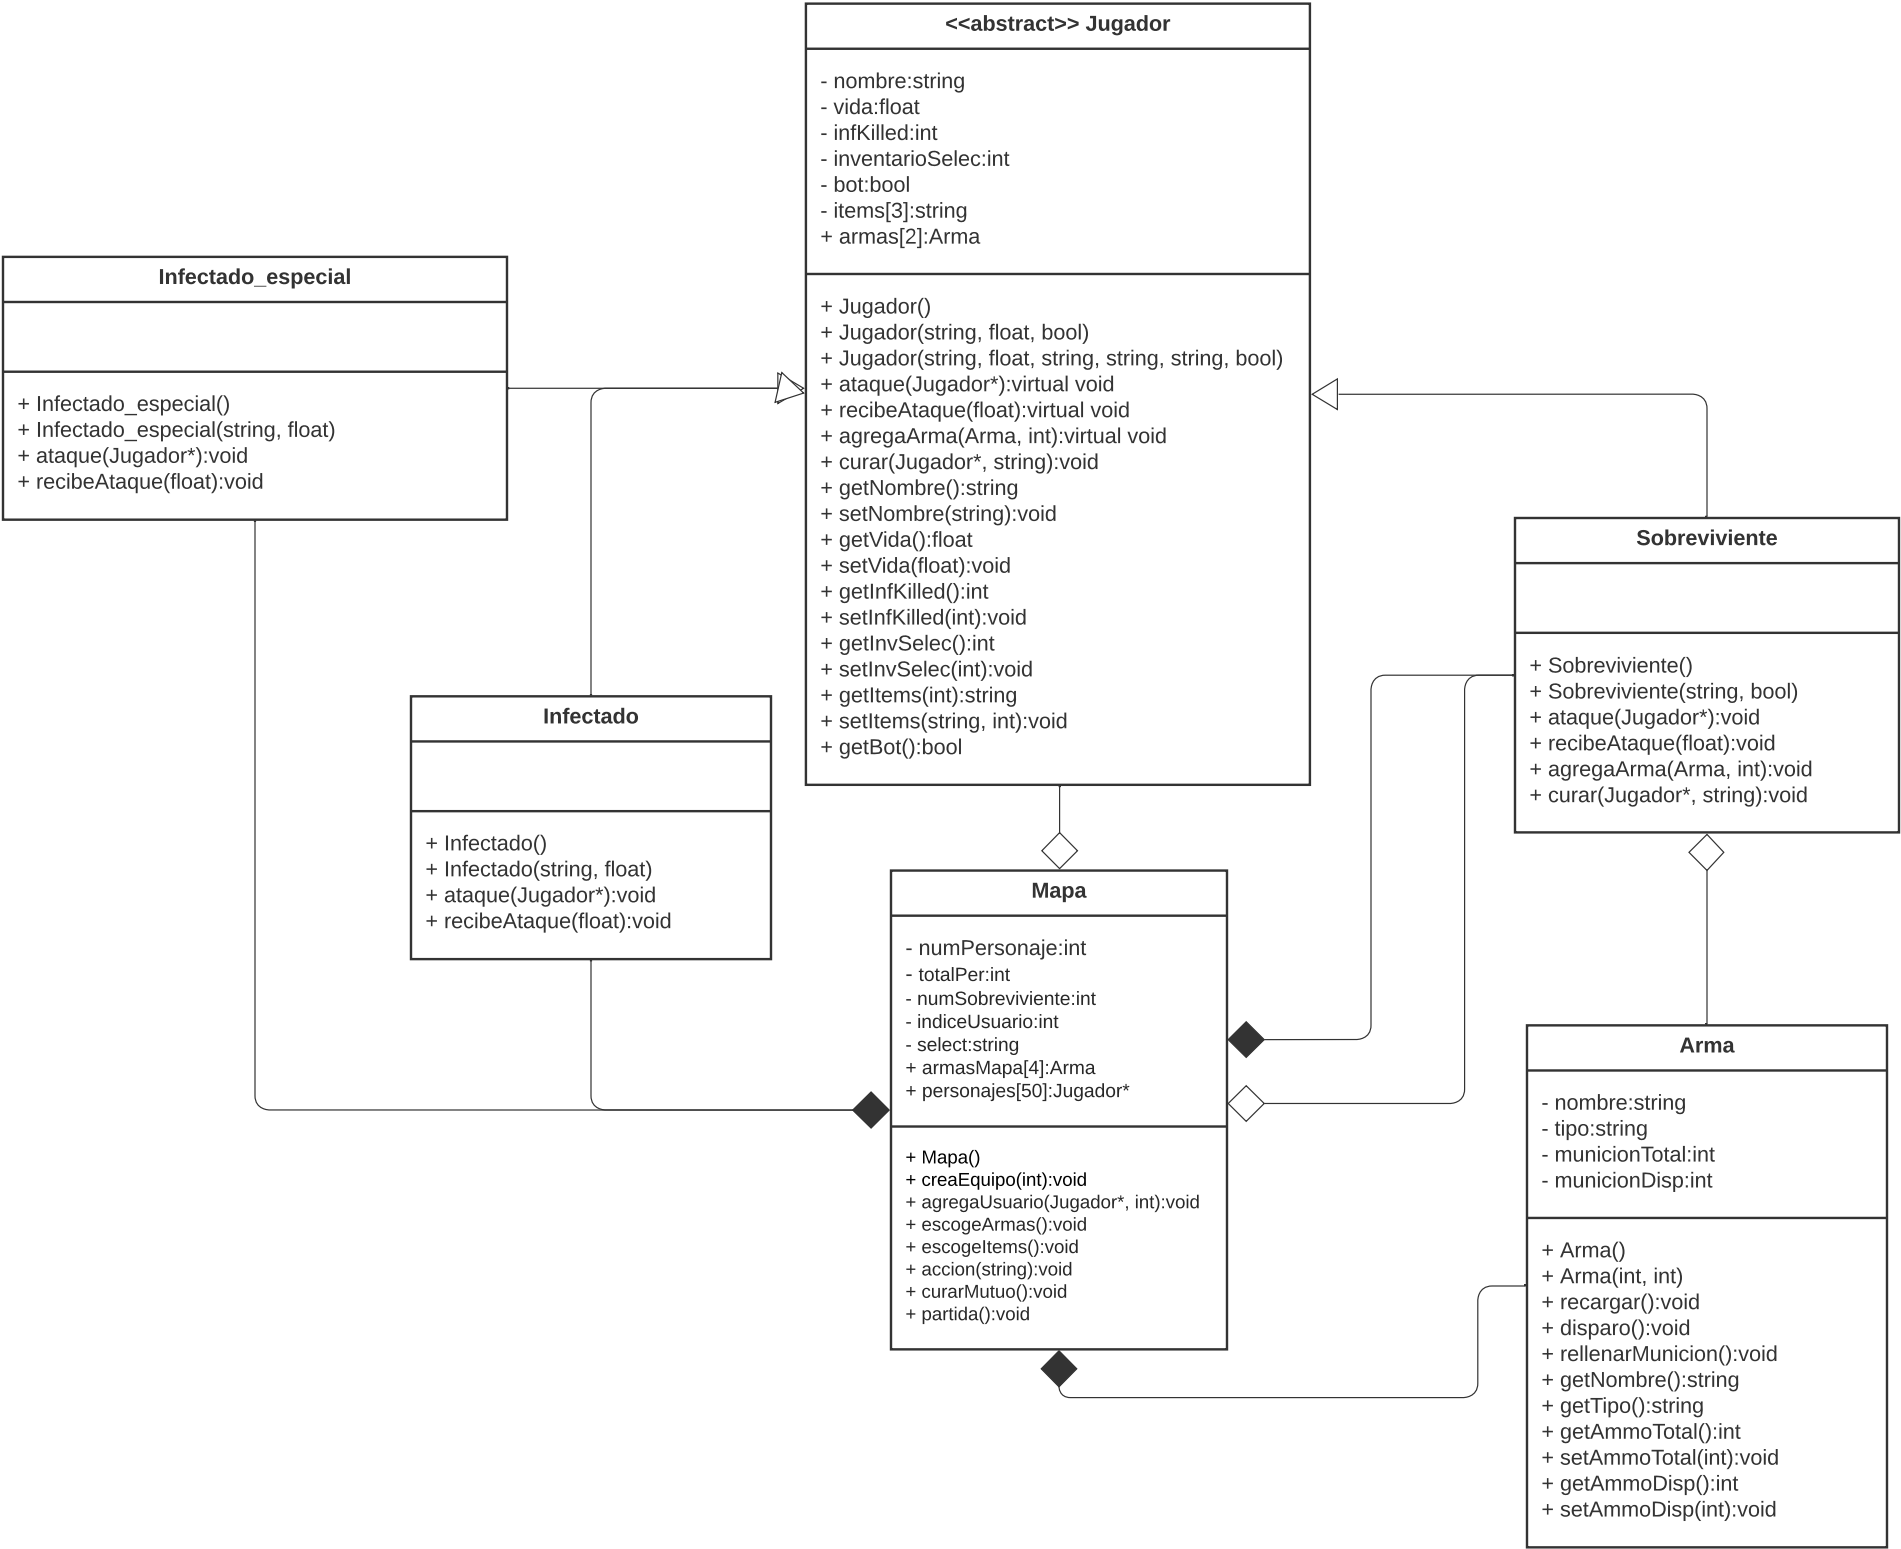 <<abstract>> Jugador
- nombre:string
- vida:float
- infKilled:int
- inventarioSelec:int
- bot:bool
- items[3]:string
+ armas[2]:Arma
+ Jugador()
+ Jugador(string, float, bool)
+ Jugador(string, float, string, string, string, bool)
+ ataque(Jugador*):virtual void
+ recibeAtaque(float):virtual void
+ agregaArma(Arma, int):virtual void
+ curar(Jugador*, string):void
+ getNombre():string
+ setNombre(string):void
+ getVida():float
+ setVida(float):void
+ getInfKilled():int
+ setInfKilled(int):void
+ getInvSelec():int
+ setInvSelec(int):void
+ getItems(int):string
+ setItems(string, int):void
+ getBot():bool
Infectado_especial
+ Infectado_especial()
+ Infectado_especial(string, float)
+ ataque(Jugador*):void
+ recibeAtaque(float):void
Sobreviviente
+ Sobreviviente()
+ Sobreviviente(string, bool)
+ ataque(Jugador*):void
+ recibeAtaque(float):void
+ agregaArma(Arma, int):void
+ curar(Jugador*, string):void
Infectado
+ Infectado()
+ Infectado(string, float)
+ ataque(Jugador*):void
+ recibeAtaque(float):void
Mapa
- numPersonaje:int
- totalPer:int
- numSobreviviente:int
- indiceUsuario:int
- select:string
+ armasMapa[4]:Arma
+ personajes[50]:Jugador*
+ Mapa()
+ creaEquipo(int):void
+ agregaUsuario(Jugador*, int):void
+ escogeArmas():void
+ escogeItems():void
+ accion(string):void
+ curarMutuo():void
+ partida():void
Arma
- nombre:string
- tipo:string
- municionTotal:int
- municionDisp:int
+ Arma()
+ Arma(int, int)
+ recargar():void
+ disparo():void
+ rellenarMunicion():void
+ getNombre():string
+ getTipo():string
+ getAmmoTotal():int
+ setAmmoTotal(int):void
+ getAmmoDisp():int
+ setAmmoDisp(int):void